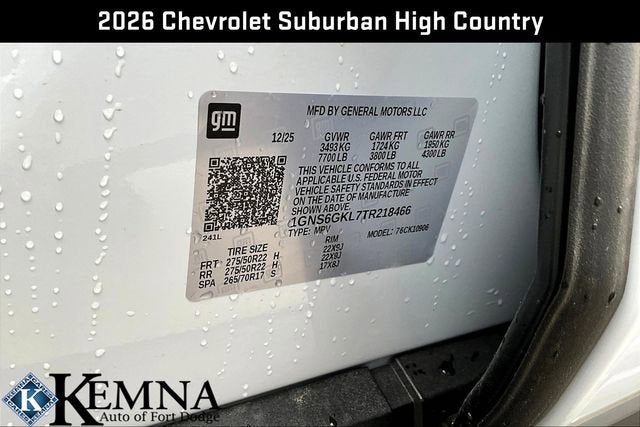 2026 Chevrolet Suburban High Country
gm
MFD BY GENERAL MOTORS LLC
12/25 GVWR GAWR FRT GAWR RR
3493 KG 1724 KG 1950 KG
7700 LB 3800 LB 4300 LB
THIS VEHICLE CONFORMS TO ALL
APPLICABLE U.S. FEDERAL MOTOR
VEHICLE SAFETY STANDARDS IN EFFECT
ON THE DATE OF MANUFACTURE
SHOWN ABOVE
1GNS6GKL7TR218466
TYPE: MPV MODEL: 76CK10906
241L
TIRE SIZE RIM
FRT 275/50R22 H 22X9J
RR 275/50R22 H 22X9J
SPA 265/70R17 S 17X8J
K KEMNA
Auto of Fort Dodge